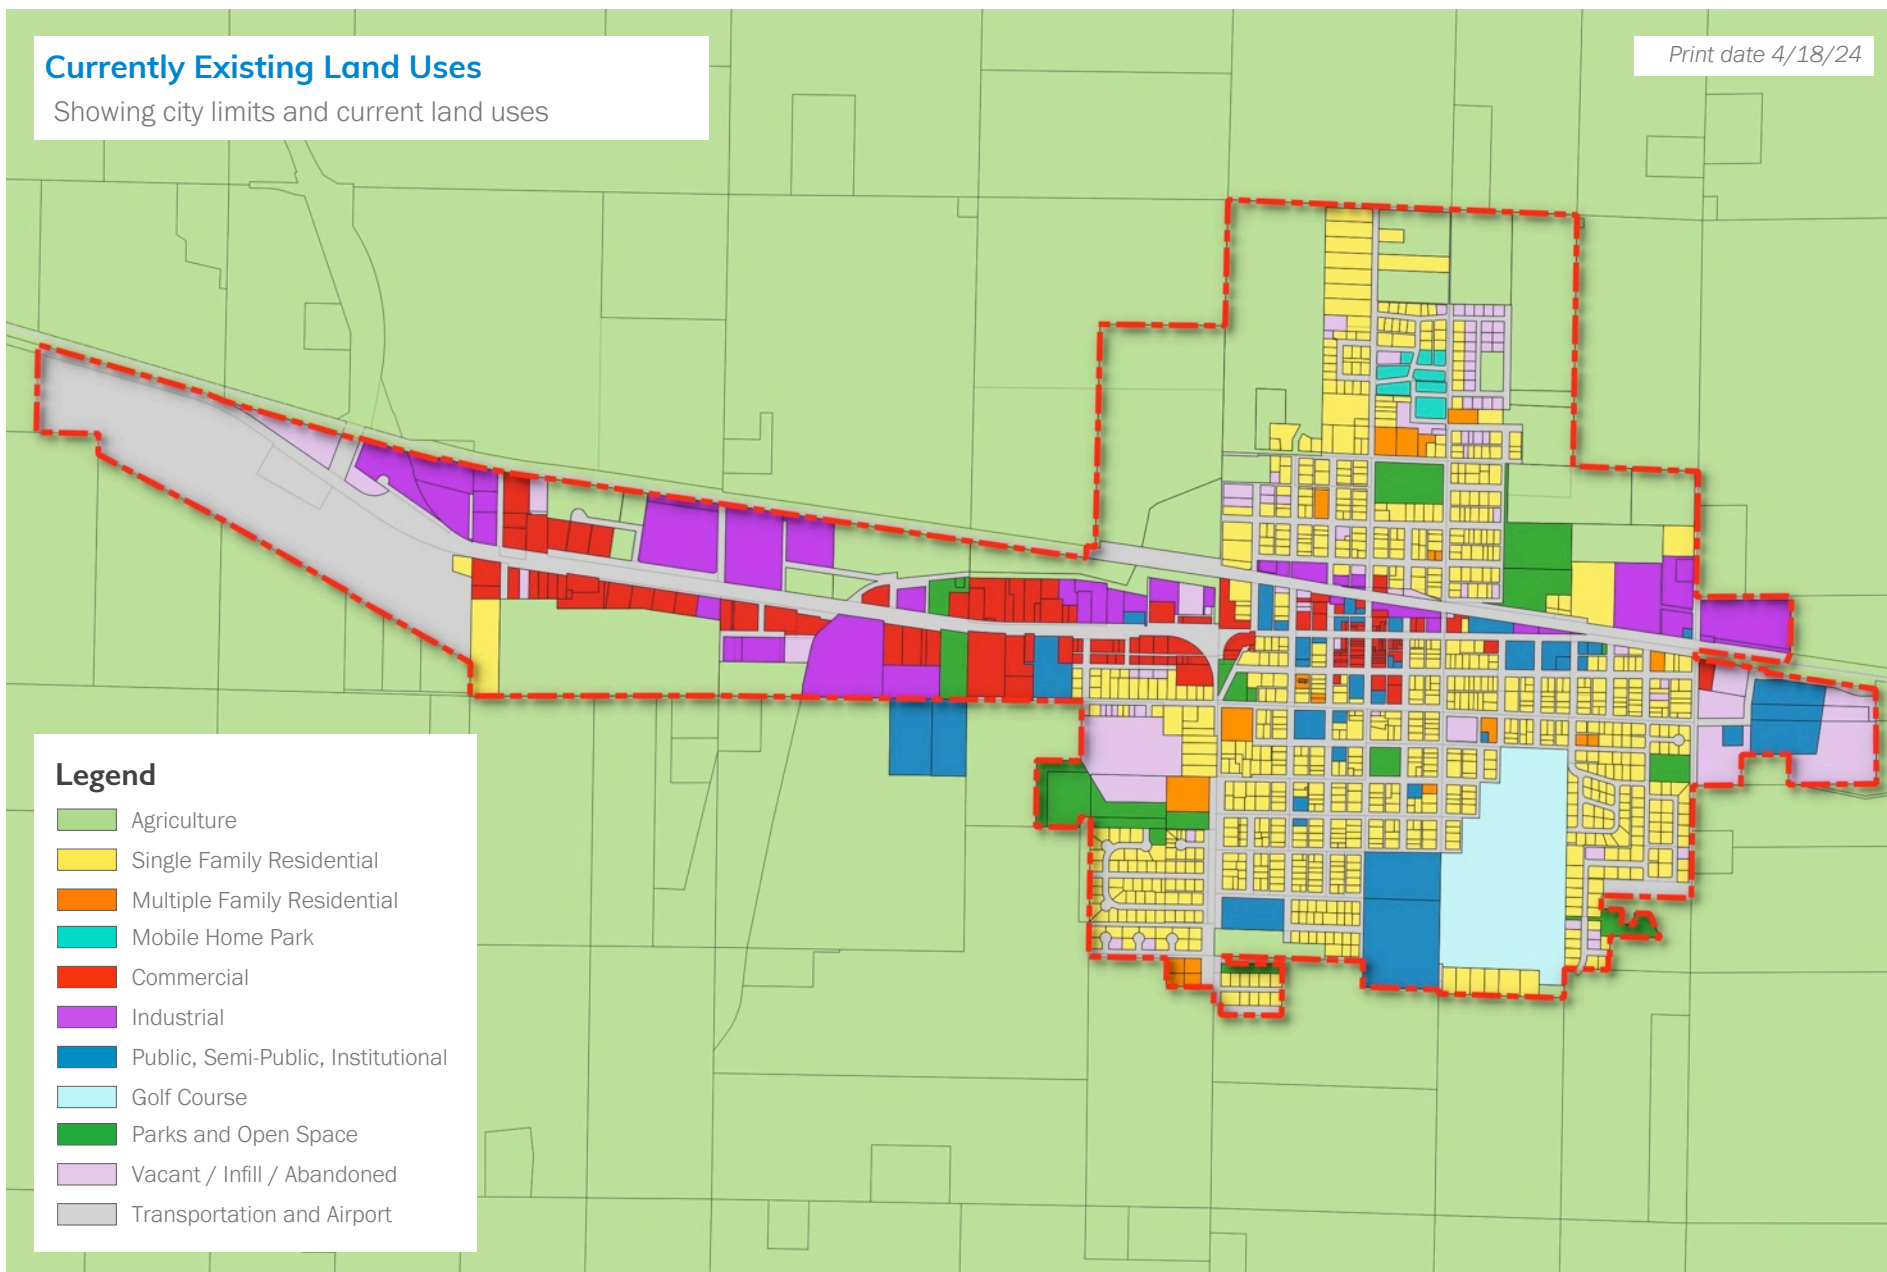 Currently Existing Land Uses
Showing city limits and current land uses
Print date 4/18/24
Legend
Agriculture
Single Family Residential
Multiple Family Residential
Mobile Home Park
Commercial
Industrial
Public, Semi-Public, Institutional
Golf Course
Parks and Open Space
Vacant / Infill / Abandoned
Transportation and Airport